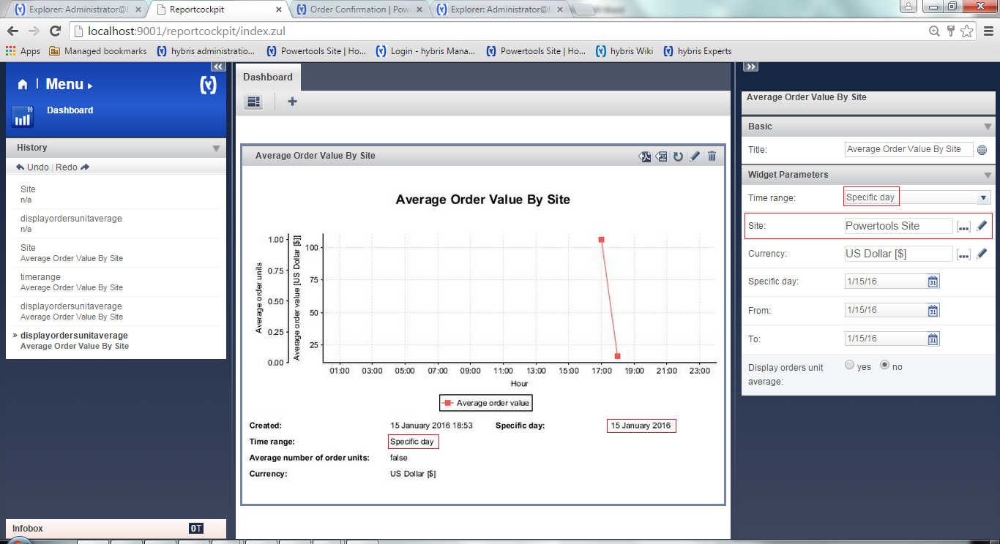 Explorer: Administrator@
Reportcockpit
Order Confirmation | Pow
Explorer: Administrator@
localhost:9001/reportcockpit/index.zul
Apps
Managed bookmarks
hybris administratio...
Powertools Site | Ho...
Login - hybris Mana...
Powertools Site | Ho...
hybris Wiki
hybris Experts
Menu
Dashboard
History
Undo | Redo
Site
n/a
displayordersunitaverage
n/a
Site
Average Order Value By Site
timerange
Average Order Value By Site
displayordersunitaverage
Average Order Value By Site
» displayordersunitaverage
Average Order Value By Site
Infobox 0T
Dashboard
Average Order Value By Site
Average Order Value By Site
Average order units
1.00
0.75
0.50
0.25
0.00
Average order value [US Dollar [$]]
100
75
50
25
01:00 03:00 05:00 07:00 09:00 11:00 13:00 15:00 17:00 19:00 21:00 23:00
Hour
Average order value
Created: 15 January 2016 18:53 Specific day: 15 January 2016
Time range: Specific day
Average number of order units: false
Currency: US Dollar [$]
Average Order Value By Site
Basic
Title: Average Order Value By Site
Widget Parameters
Time range: Specific day
Site: Powertools Site ...
Currency: US Dollar [$] ...
Specific day: 1/15/16 31
From: 1/15/16 31
To: 1/15/16 31
Display orders unit yes no
average: